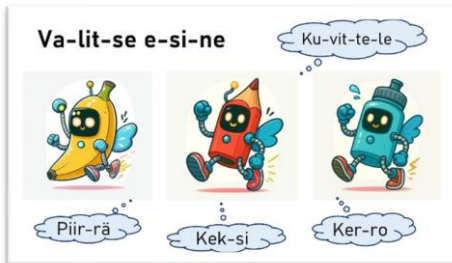 Va-lit-se e-si-ne
Ku-vit-te-le
Piir-rä
Kek-si
Ker-ro